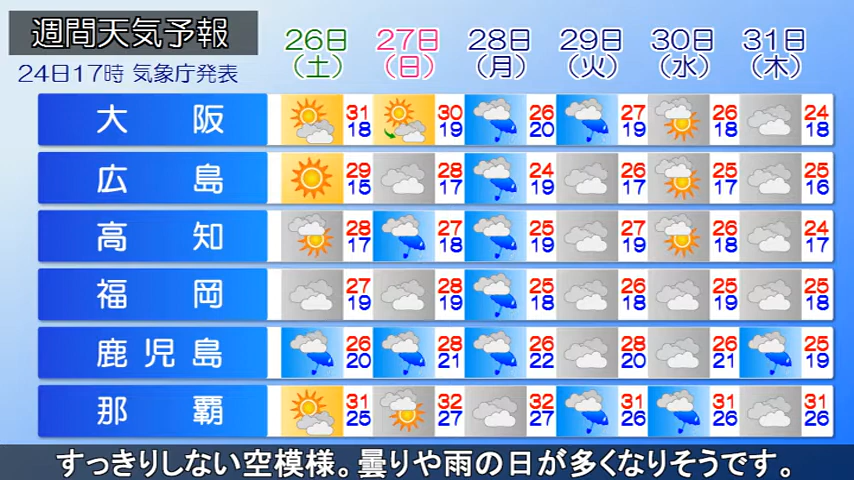 週間天気予報
24日17時 気象庁発表
26日 27日 28日 29日 30日 31日
(土) (日) (月) (火) (水) (木)
大阪 31 18 30 19 26 20 27 19 26 18 24 18
広島 29 15 28 17 24 19 26 17 25 17 25 16
高知 28 17 27 18 25 19 27 19 26 18 24 17
福岡 27 19 28 19 25 18 26 18 25 19 25 18
鹿児島 26 20 28 21 26 22 28 20 26 21 25 19
那覇 31 25 32 27 32 27 31 26 31 26 31 26
すっきりしない空模様。曇りや雨の日が多くなりそうです。